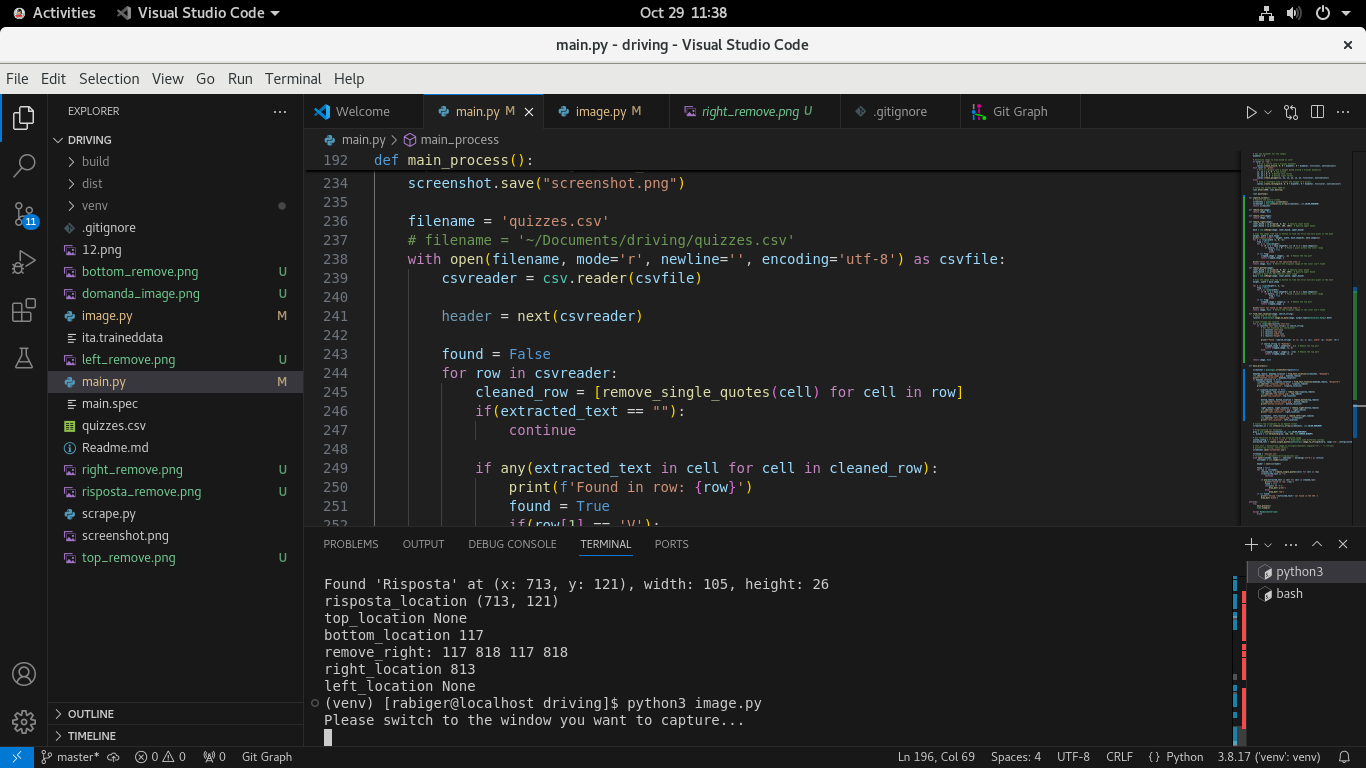 Activities Visual Studio Code Oct 29 11:38
main.py - driving - Visual Studio Code
File Edit Selection View Go Run Terminal Help
EXPLORER
DRIVING
build
dist
venv
.gitignore
12.png
bottom_remove.png U
domanda_image.png U
image.py M
ita.traineddata
left_remove.png U
main.py M
main.spec
quizzes.csv
Readme.md
right_remove.png U
risposta_remove.png U
scrape.py
screenshot.png
top_remove.png U
OUTLINE
TIMELINE
11
Welcome main.py M image.py M right_remove.png U .gitignore Git Graph
main.py > main_process
192 def main_process():
234 screenshot.save("screenshot.png")
235
236 filename = 'quizzes.csv'
237 # filename = '~/Documents/driving/quizzes.csv'
238 with open(filename, mode='r', newline='', encoding='utf-8') as csvfile:
239 csvreader = csv.reader(csvfile)
240
241 header = next(csvreader)
242
243 found = False
244 for row in csvreader:
245 cleaned_row = [remove_single_quotes(cell) for cell in row]
246 if(extracted_text == ""):
247 continue
248
249 if any(extracted_text in cell for cell in cleaned_row):
250 print(f'Found in row: {row}')
251 found = True
252 if(row[1] == 'V'):
PROBLEMS OUTPUT DEBUG CONSOLE TERMINAL PORTS
Found 'Risposta' at (x: 713, y: 121), width: 105, height: 26
risposta_location (713, 121)
top_location None
bottom_location 117
remove_right: 117 818 117 818
right_location 813
left_location None
(venv) [rabiger@localhost driving]$ python3 image.py
Please switch to the window you want to capture...
python3
bash
master* 0 0 0 Git Graph Ln 196, Col 69 Spaces: 4 UTF-8 CRLF { } Python 3.8.17 ('venv': venv)